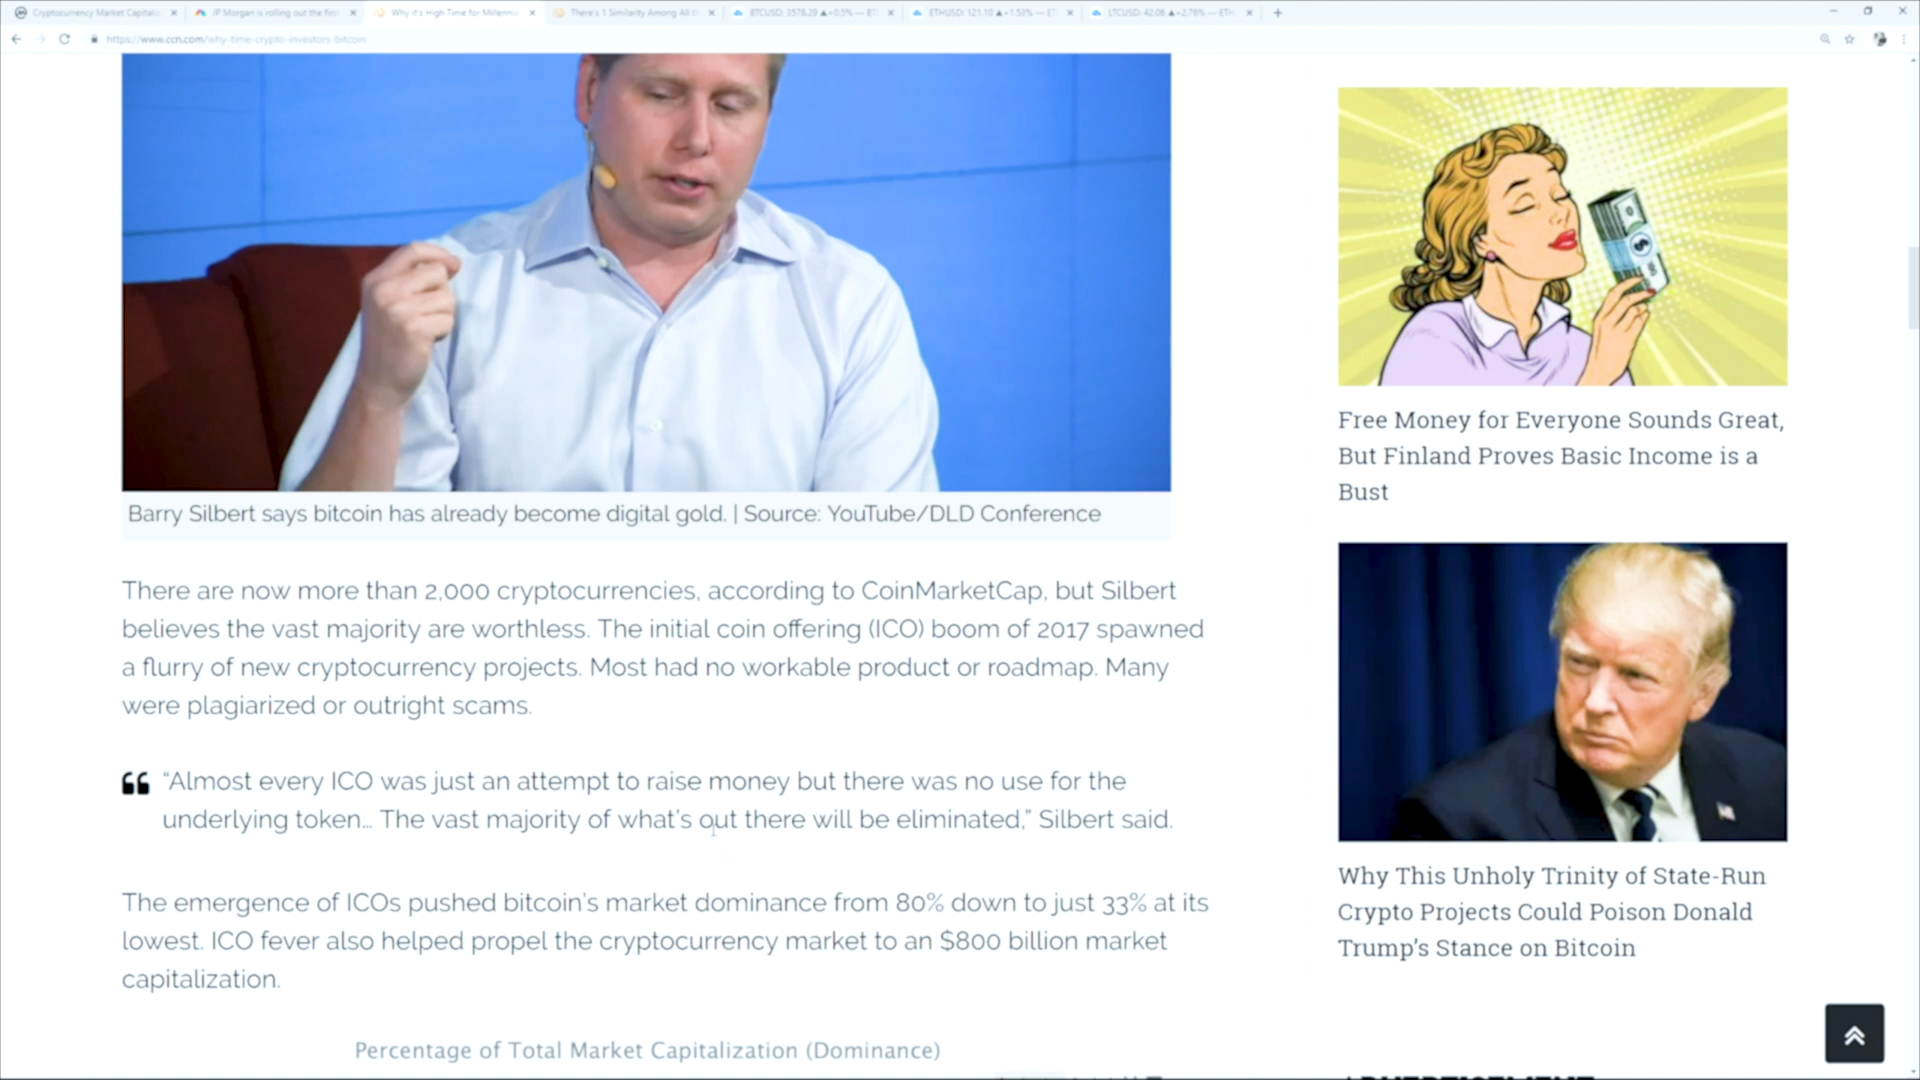 Cryptocurrency Market Capitaliz
JP Morgan is rolling out the first
Why it's High Time for Millenni
There's 1 Similarity Among All t
BTCUSD: 3578.29 ▲+0.5% — BT
ETHUSD: 121.10 ▲+1.53% — ET
LTCUSD: 42.06 ▲+2.76% — ETH
https://www.ccn.com/why-time-crypto-investors-bitcoin
Barry Silbert says bitcoin has already become digital gold. | Source: YouTube/DLD Conference
There are now more than 2,000 cryptocurrencies, according to CoinMarketCap, but Silbert
believes the vast majority are worthless. The initial coin offering (ICO) boom of 2017 spawned
a flurry of new cryptocurrency projects. Most had no workable product or roadmap. Many
were plagiarized or outright scams.
“Almost every ICO was just an attempt to raise money but there was no use for the
underlying token… The vast majority of what’s out there will be eliminated,” Silbert said.
The emergence of ICOs pushed bitcoin’s market dominance from 80% down to just 33% at its
lowest. ICO fever also helped propel the cryptocurrency market to an $800 billion market
capitalization.
Percentage of Total Market Capitalization (Dominance)
Free Money for Everyone Sounds Great,
But Finland Proves Basic Income is a
Bust
Why This Unholy Trinity of State-Run
Crypto Projects Could Poison Donald
Trump’s Stance on Bitcoin